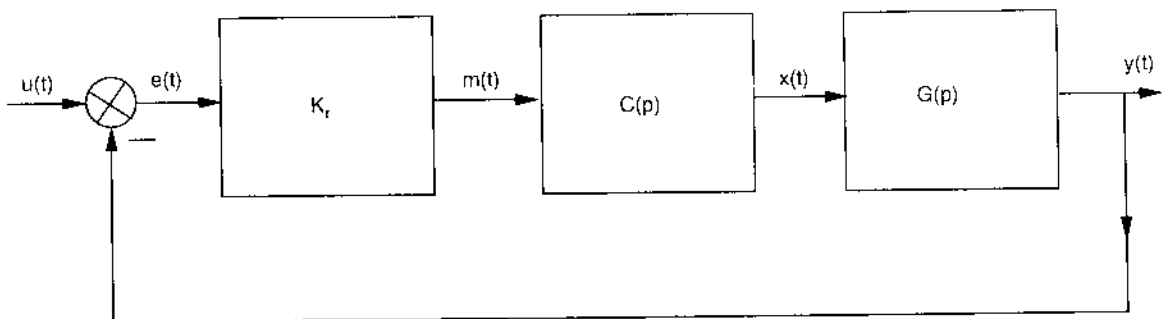 u(t)
e(t)
K_r
m(t)
C(p)
x(t)
G(p)
y(t)
—